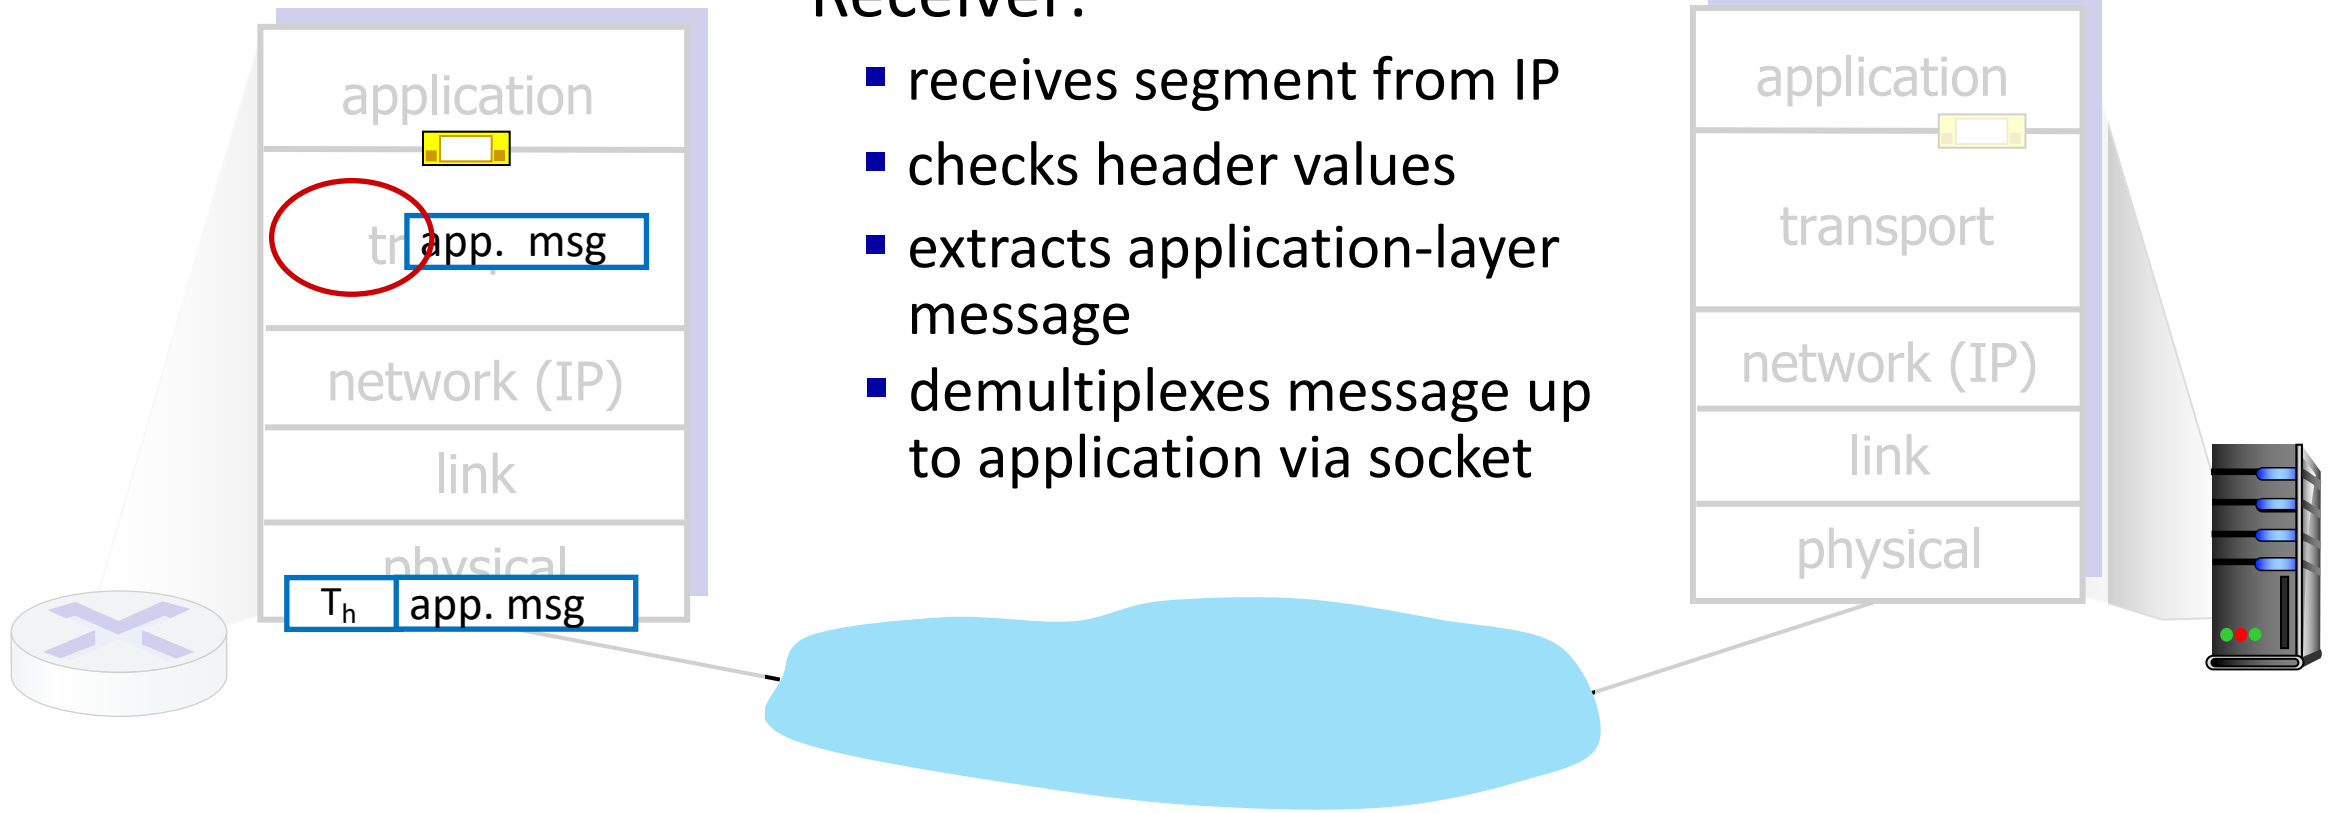 Receiver:
application
receives segment from IP
checks header values
app. msg
extracts application-layer
message
network (IP)
demultiplexes message up
to application via socket
link
physical
Th app. msg
application
transport
network (IP)
link
physical